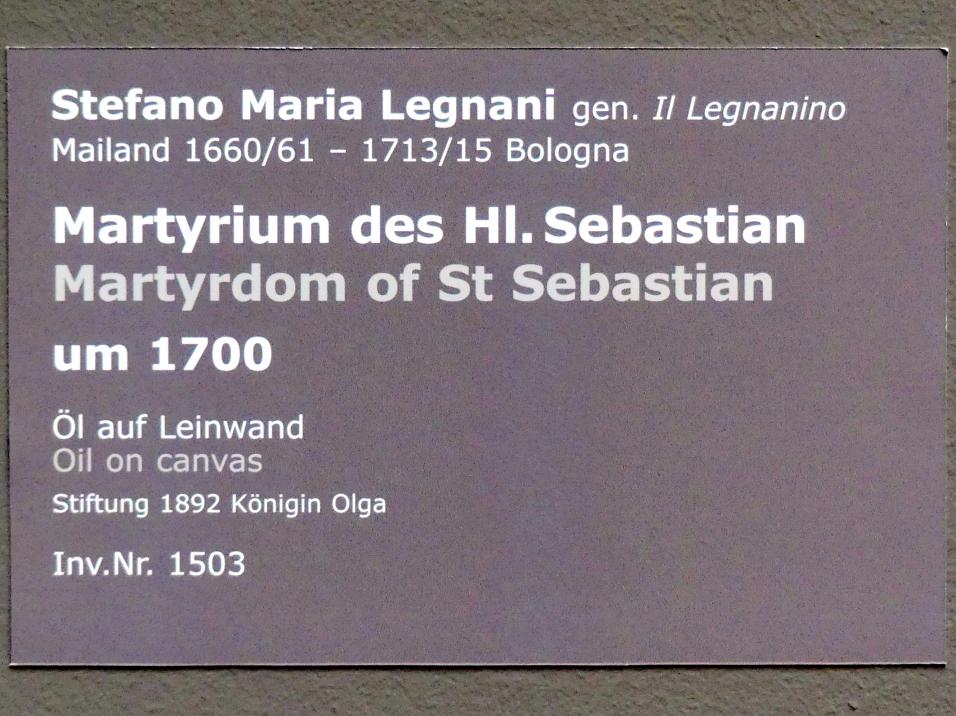 Stefano Maria Legnani gen. Il Legnanino
Mailand 1660/61 – 1713/15 Bologna
Martyrium des Hl. Sebastian
Martyrdom of St Sebastian
um 1700
Öl auf Leinwand
Oil on canvas
Stiftung 1892 Königin Olga
Inv.Nr. 1503